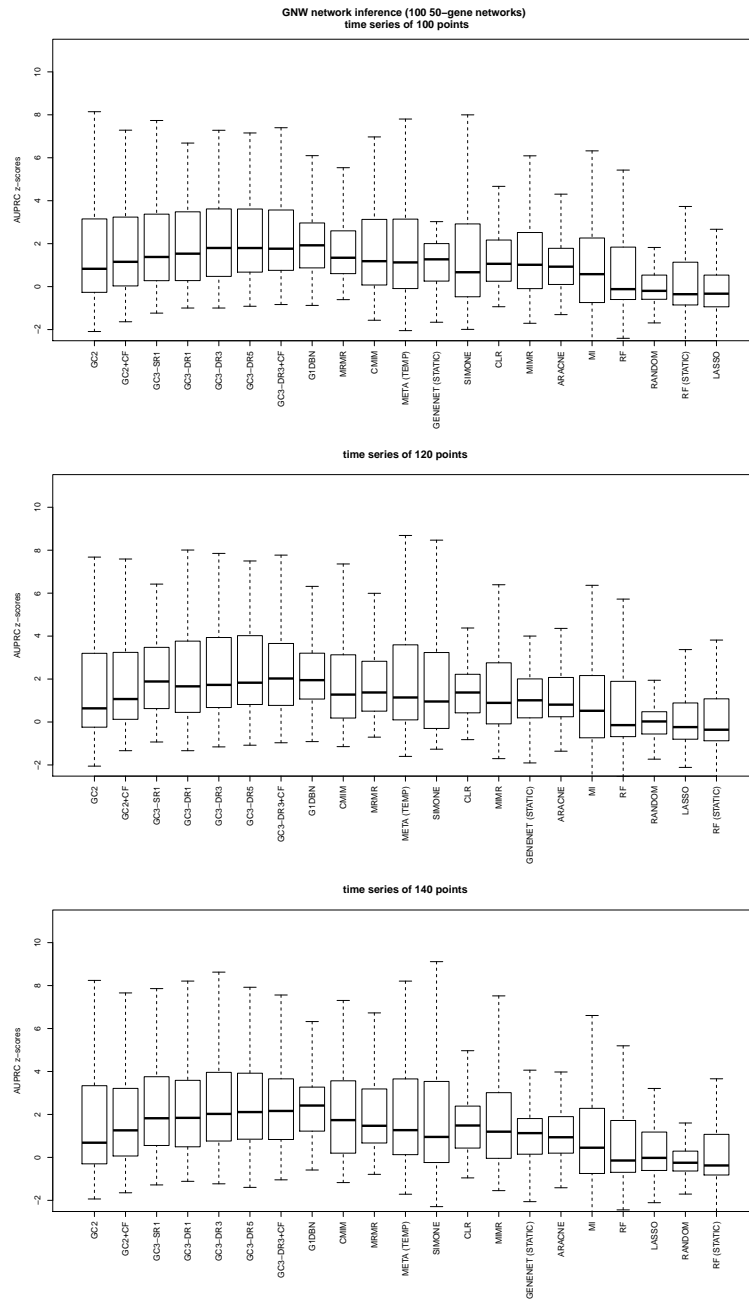 GNW network inference (100 50−gene networks)
time series of 100 points
AUPRC z−scores
−2 0 2 4 6 8 10
GC2
GC2+CF
GC3−SR1
GC3−DR1
GC3−DR3
GC3−DR5
GC3−DR3+CF
G1DBN
MRMR
CMIM
META (TEMP)
GENENET (STATIC)
SIMONE
CLR
MIMR
ARACNE
MI
RF
RANDOM
RF (STATIC)
LASSO
time series of 120 points
AUPRC z−scores
−2 0 2 4 6 8 10
GC2
GC2+CF
GC3−SR1
GC3−DR1
GC3−DR3
GC3−DR5
GC3−DR3+CF
G1DBN
CMIM
MRMR
META (TEMP)
SIMONE
CLR
MIMR
GENENET (STATIC)
ARACNE
MI
RF
RANDOM
LASSO
RF (STATIC)
time series of 140 points
AUPRC z−scores
−2 0 2 4 6 8 10
GC2
GC2+CF
GC3−SR1
GC3−DR1
GC3−DR3
GC3−DR5
GC3−DR3+CF
G1DBN
CMIM
MRMR
META (TEMP)
SIMONE
CLR
MIMR
GENENET (STATIC)
ARACNE
MI
RF
LASSO
RANDOM
RF (STATIC)